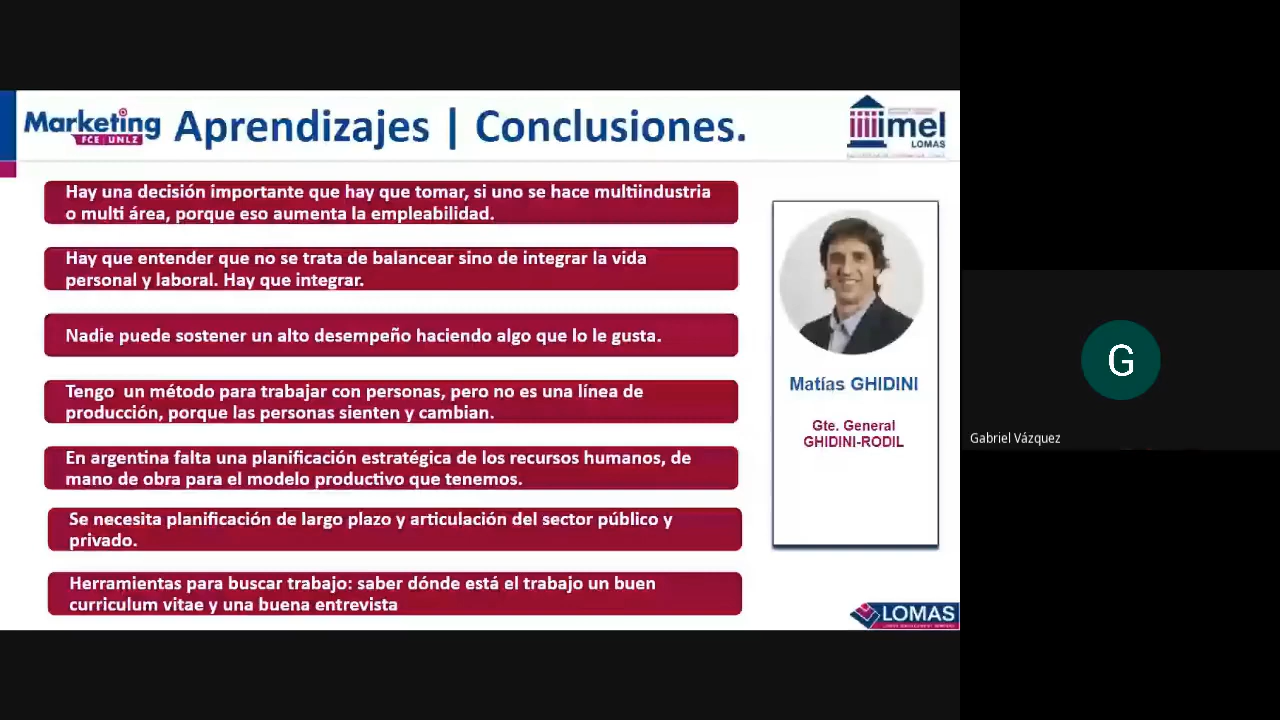 Marketing
FCE | UNLZ
Aprendizajes | Conclusiones.
imel
LOMAS
Hay una decisión importante que hay que tomar, si uno se hace multiindustria
o multi área, porque eso aumenta la empleabilidad.
Hay que entender que no se trata de balancear sino de integrar la vida
personal y laboral. Hay que integrar.
Nadie puede sostener un alto desempeño haciendo algo que lo le gusta.
Tengo un método para trabajar con personas, pero no es una línea de
producción, porque las personas sienten y cambian.
En argentina falta una planificación estratégica de los recursos humanos, de
mano de obra para el modelo productivo que tenemos.
Se necesita planificación de largo plazo y articulación del sector público y
privado.
Herramientas para buscar trabajo: saber dónde está el trabajo un buen
curriculum vitae y una buena entrevista
Matías GHIDINI
Gte. General
GHIDINI-RODIL
LOMAS
G
Gabriel Vázquez